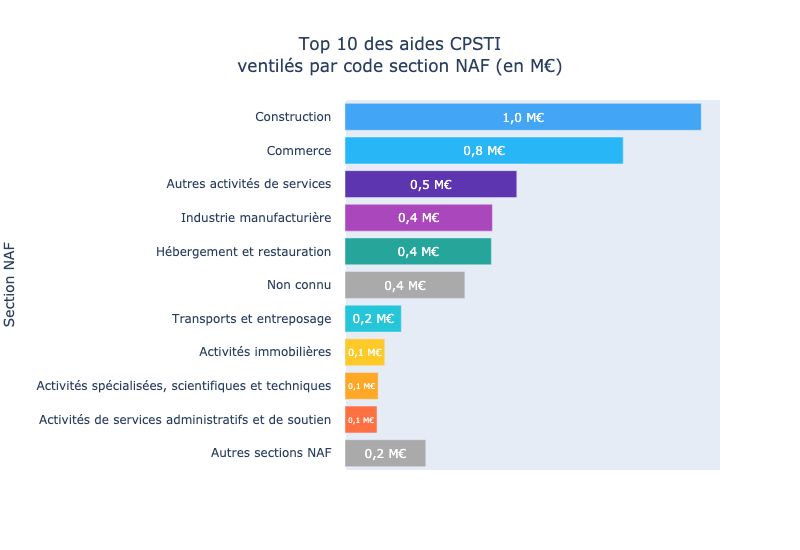 Top 10 des aides CPSTI
ventilés par code section NAF (en M€)
Section NAF
Construction 1,0 M€
Commerce 0,8 M€
Autres activités de services 0,5 M€
Industrie manufacturière 0,4 M€
Hébergement et restauration 0,4 M€
Non connu 0,4 M€
Transports et entreposage 0,2 M€
Activités immobilières 0,1 M€
Activités spécialisées, scientifiques et techniques 0,1 M€
Activités de services administratifs et de soutien 0,1 M€
Autres sections NAF 0,2 M€